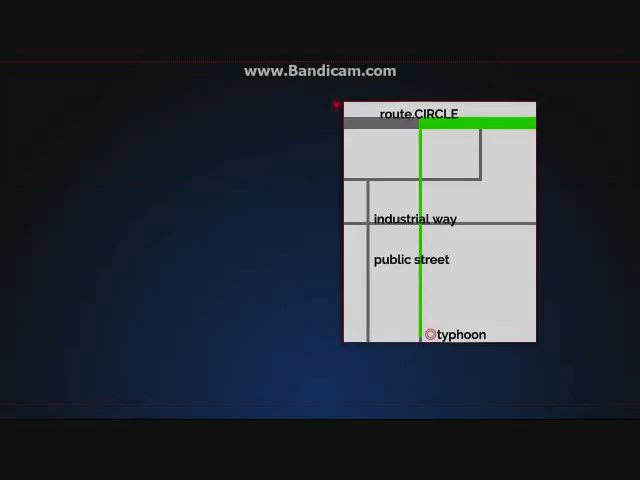 www.Bandicam.com
route.CIRCLE
industrial way
public street
typhoon